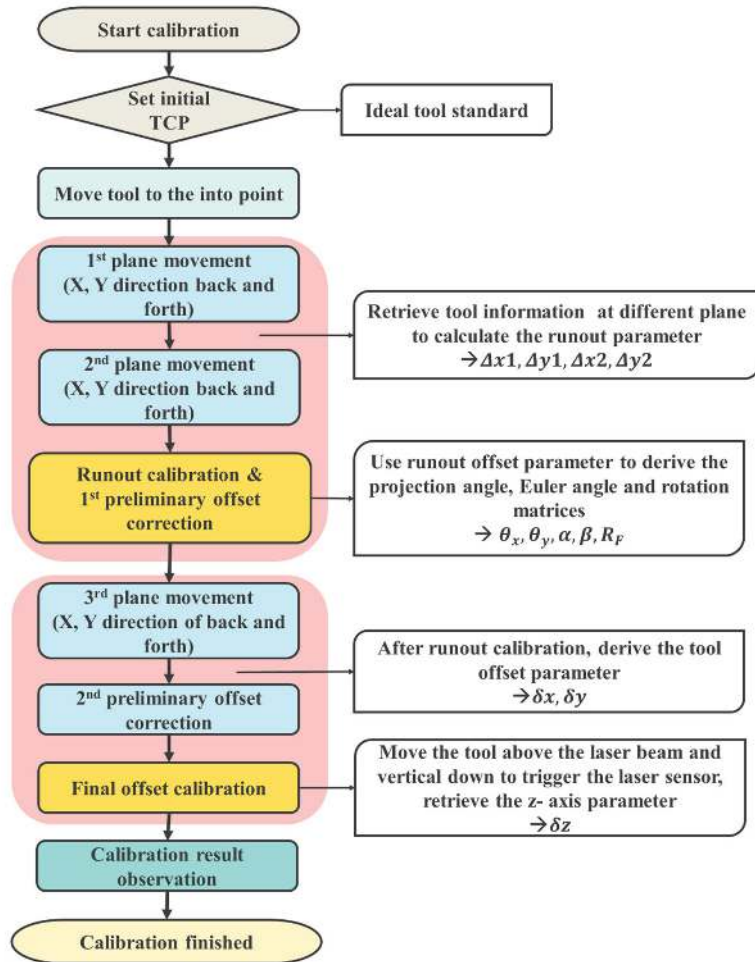 Start calibration
Set initial
TCP
Ideal tool standard
Move tool to the into point
1st plane movement
(X, Y direction back and
forth)
Retrieve tool information at different plane
to calculate the runout parameter
→Δx1, Δy1, Δx2, Δy2
2nd plane movement
(X, Y direction back and
forth)
Runout calibration &
1st preliminary offset
correction
Use runout offset parameter to derive the
projection angle, Euler angle and rotation
matrices
→ θx, θy, α, β, RF
3rd plane movement
(X, Y direction of back and
forth)
After runout calibration, derive the tool
offset parameter
→δx, δy
2nd preliminary offset
correction
Final offset calibration
Move the tool above the laser beam and
vertical down to trigger the laser sensor,
retrieve the z- axis parameter
→δz
Calibration result
observation
Calibration finished